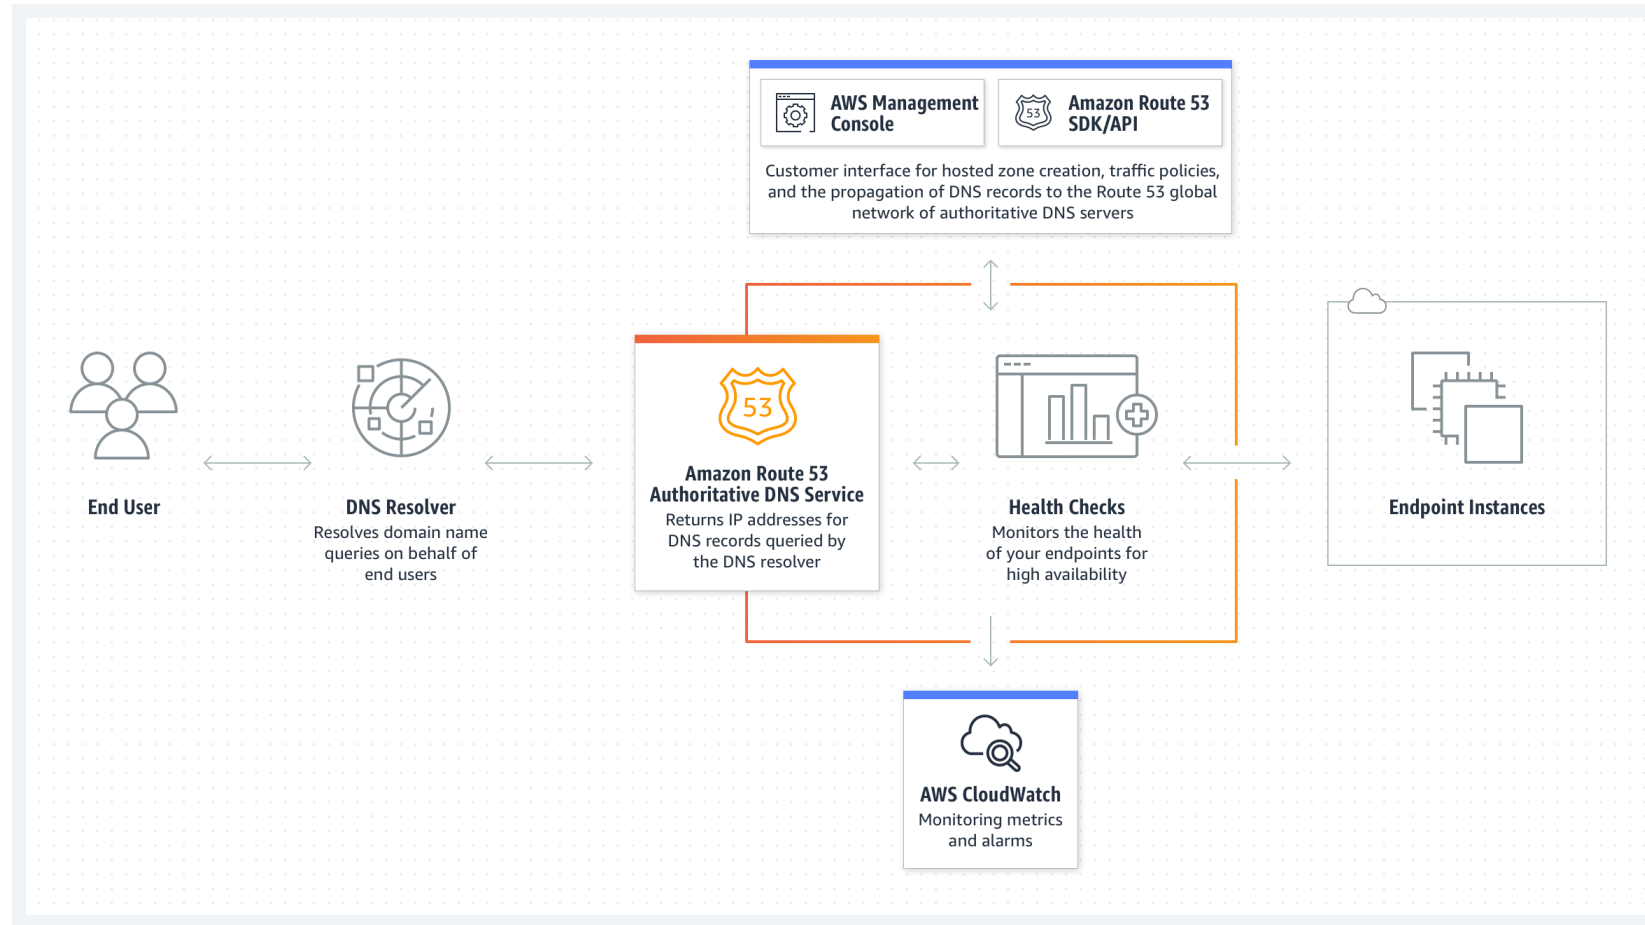 AWS Management
Console
53
Amazon Route 53
SDK/API
Customer interface for hosted zone creation, traffic policies,
and the propagation of DNS records to the Route 53 global
network of authoritative DNS servers
End User
DNS Resolver
Resolves domain name
queries on behalf of
end users
53
Amazon Route 53
Authoritative DNS Service
Returns IP addresses for
DNS records queried by
the DNS resolver
Health Checks
Monitors the health
of your endpoints for
high availability
Endpoint Instances
AWS CloudWatch
Monitoring metrics
and alarms